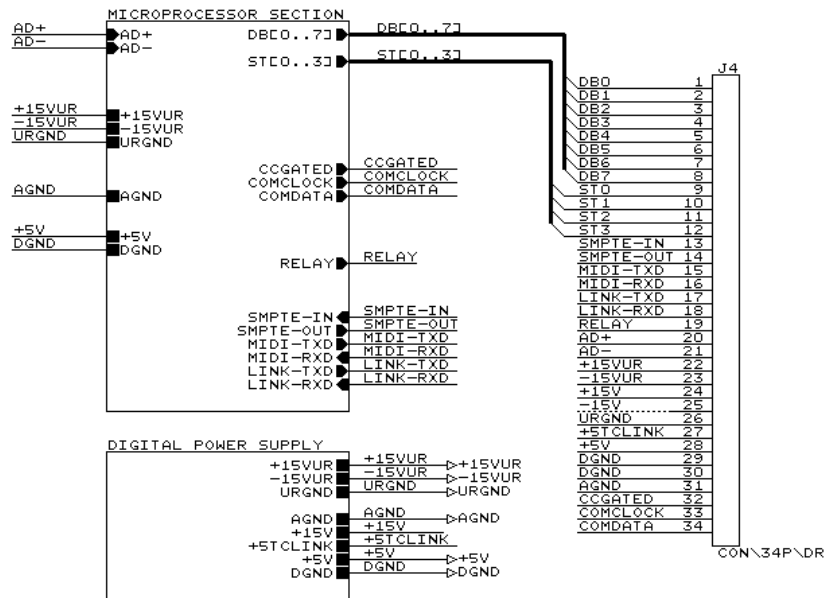 MICROPROCESSOR SECTION
AD+ AD+ DB[0..7] DB[0..7]
AD- AD-
ST[0..3] ST[0..3]
+15VUR +15VUR
-15VUR -15VUR
URGND URGND
CCGATED CCGATED
COMCLOCK COMCLOCK
AGND AGND COMDATA COMDATA
+5V +5V
DGND DGND
RELAY RELAY
SMPTE-IN SMPTE-IN
SMPTE-OUT SMPTE-OUT
MIDI-TXD MIDI-TXD
MIDI-RXD MIDI-RXD
LINK-TXD LINK-TXD
LINK-RXD LINK-RXD
DIGITAL POWER SUPPLY
+15VUR +15VUR +15VUR
-15VUR -15VUR -15VUR
URGND URGND URGND
AGND AGND AGND
+15V +15V
+5TCLINK +5TCLINK
+5V +5V +5V
DGND DGND DGND
J4
DB0 1
DB1 2
DB2 3
DB3 4
DB4 5
DB5 6
DB6 7
DB7 8
ST0 9
ST1 10
ST2 11
ST3 12
SMPTE-IN 13
SMPTE-OUT 14
MIDI-TXD 15
MIDI-RXD 16
LINK-TXD 17
LINK-RXD 18
RELAY 19
AD+ 20
AD- 21
+15VUR 22
-15VUR 23
+15V 24
-15V 25
URGND 26
+5TCLINK 27
+5V 28
DGND 29
DGND 30
AGND 31
CCGATED 32
COMCLOCK 33
COMDATA 34
CON\34P\DR